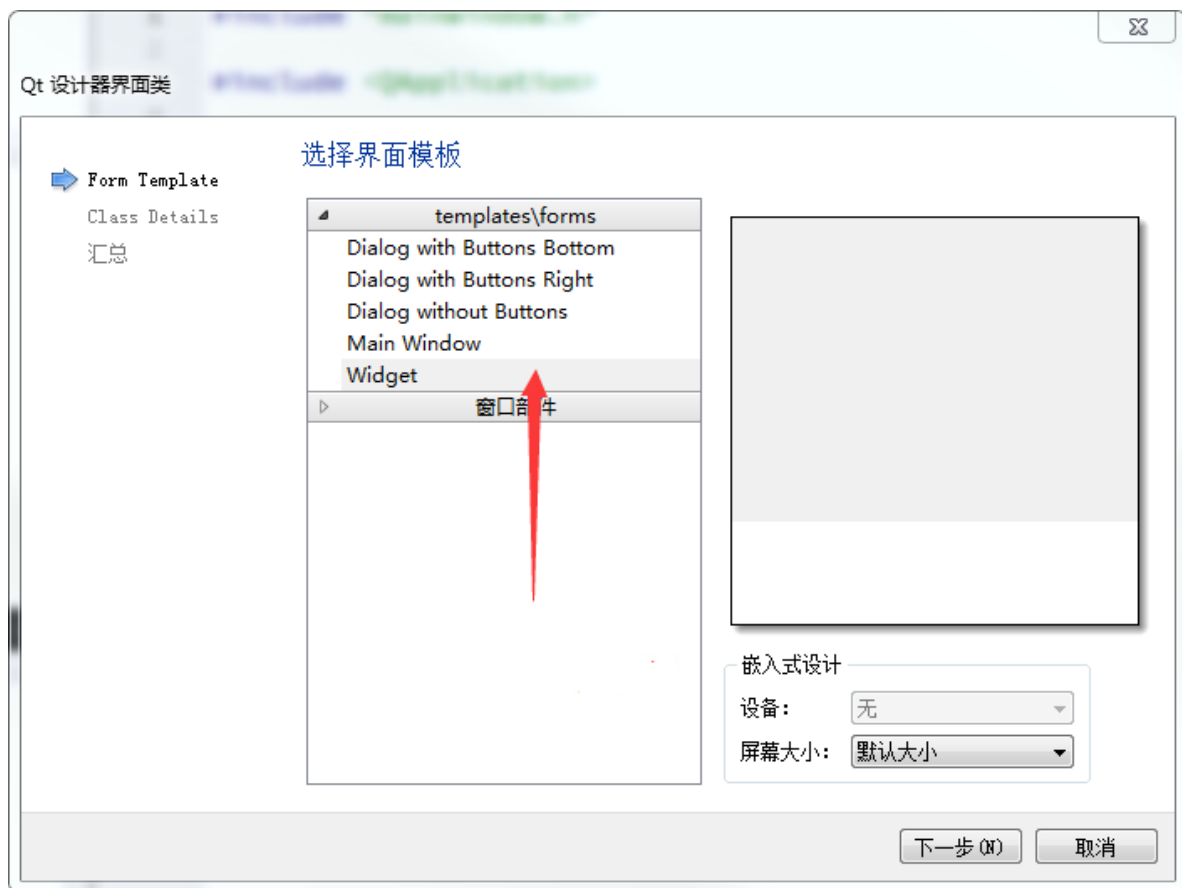 #include <QApplication>
Qt 设计器界面类
Form Template
Class Details
汇总
选择界面模板
templates\forms
Dialog with Buttons Bottom
Dialog with Buttons Right
Dialog without Buttons
Main Window
Widget
窗口部件
嵌入式设计
设备:
无
屏幕大小:
默认大小
下一步(N)
取消